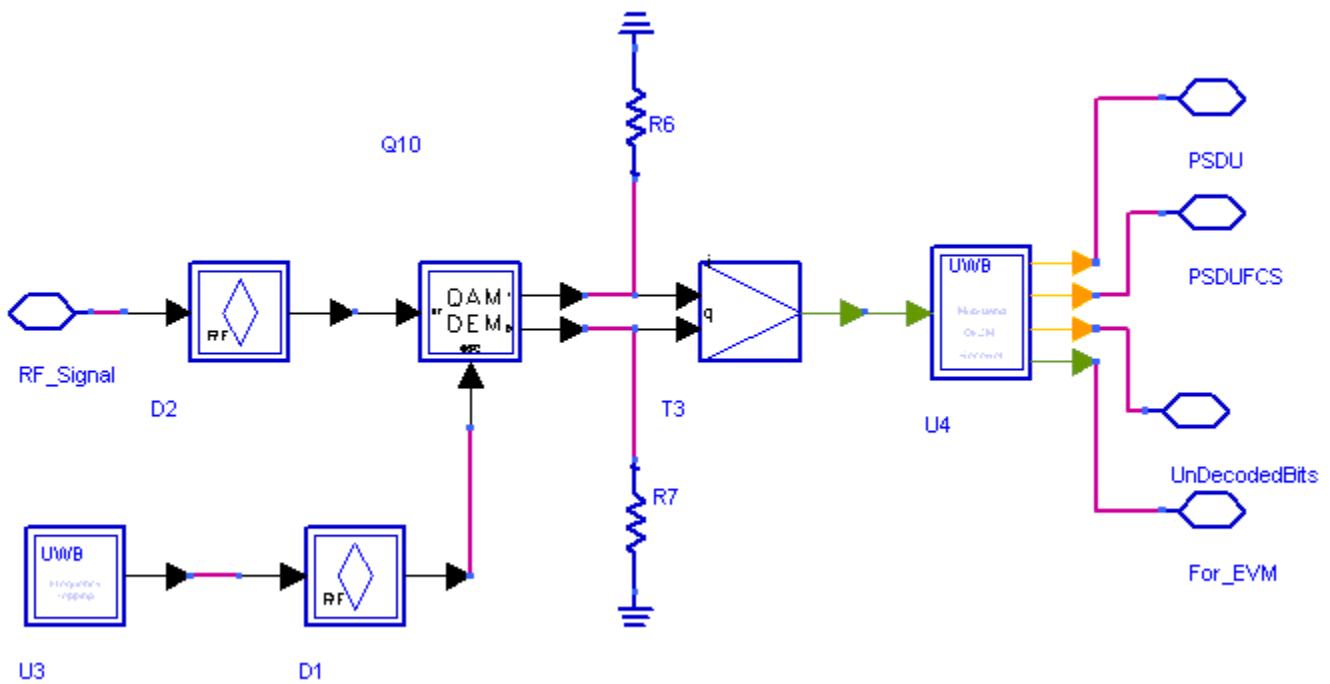 R6
Q10
PSDU
i
UWB
QAM
PSDUFCS
q
DEM
RF
RF_Signal
D2
T3
U4
UnDecodedBits
R7
UWB
For_EVM
RF
U3
D1